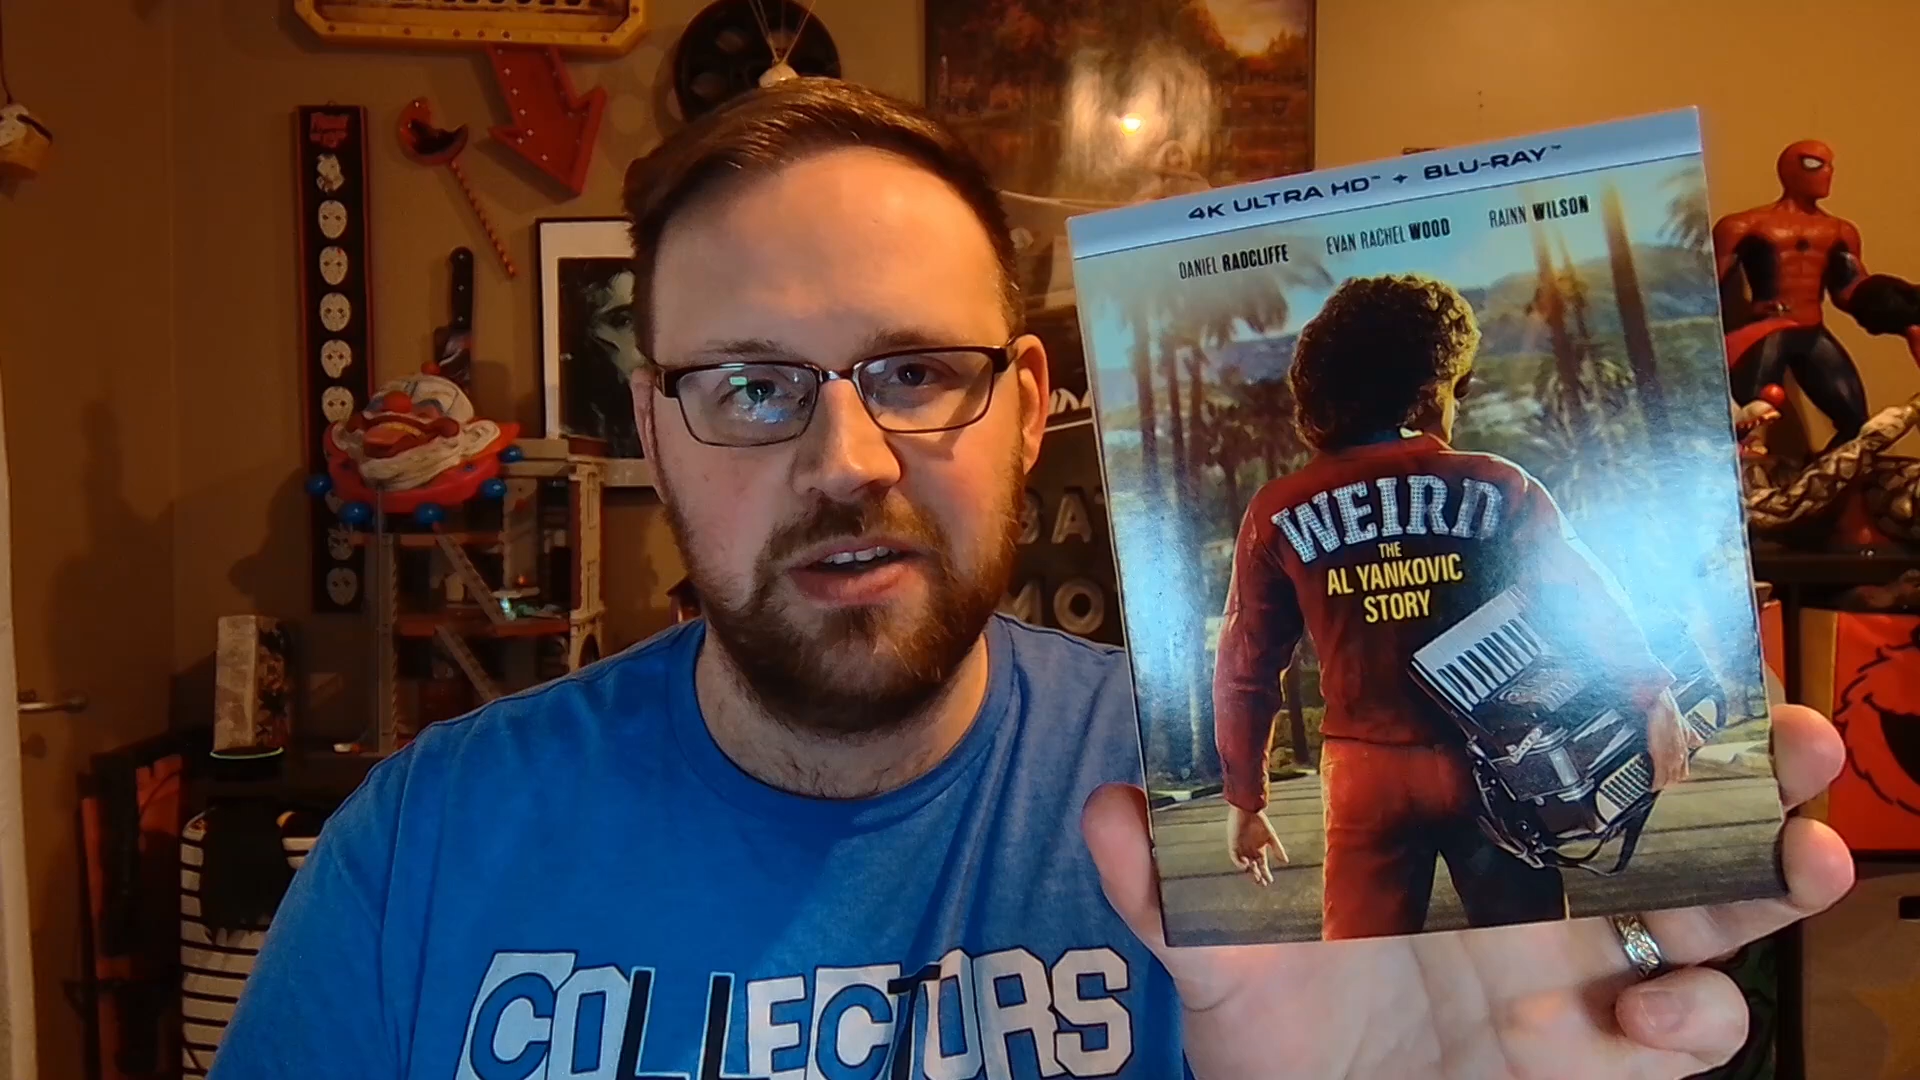 4K ULTRA HD™ + BLU-RAY™
DANIEL RADCLIFFE EVAN RACHEL WOOD RAINN WILSON
WEIRD
THE
AL YANKOVIC
STORY
COLLECTORS